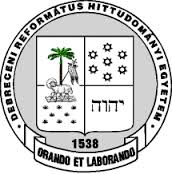 DEBRECENI REFORMÁTUS HITTUDOMÁNYI EGYETEM
יהוה
1538
ORANDO ET LABORANDO